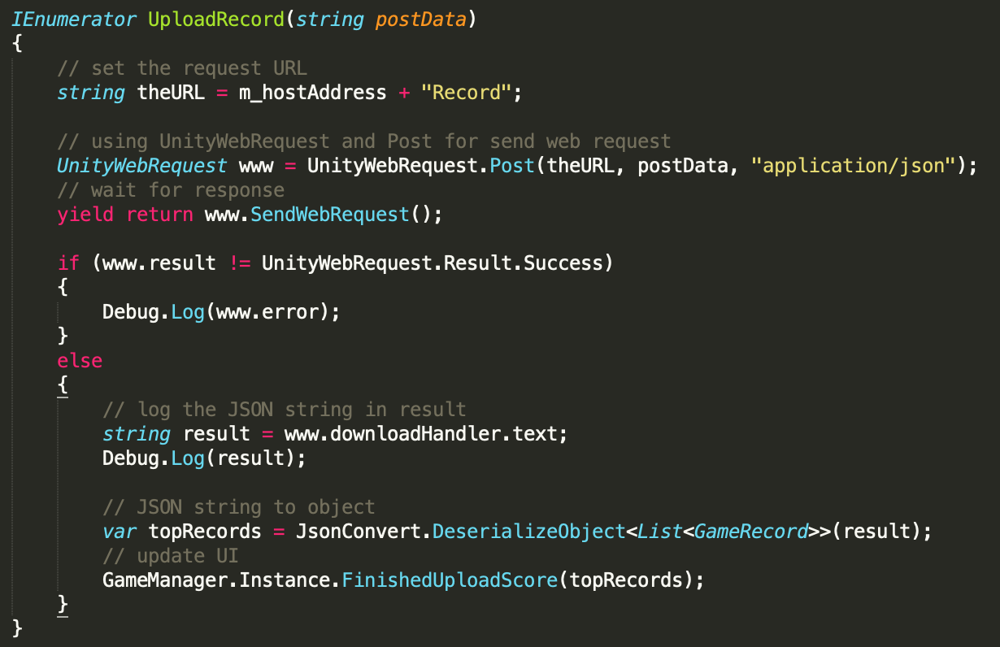 IEnumerator UploadRecord(string postData)
{
    // set the request URL
    string theURL = m_hostAddress + "Record";

    // using UnityWebRequest and Post for send web request
    UnityWebRequest www = UnityWebRequest.Post(theURL, postData, "application/json");
    // wait for response
    yield return www.SendWebRequest();

    if (www.result != UnityWebRequest.Result.Success)
    {
        Debug.Log(www.error);
    }
    else
    {
        // log the JSON string in result
        string result = www.downloadHandler.text;
        Debug.Log(result);

        // JSON string to object
        var topRecords = JsonConvert.DeserializeObject<List<GameRecord>>(result);
        // update UI
        GameManager.Instance.FinishedUploadScore(topRecords);
    }
}